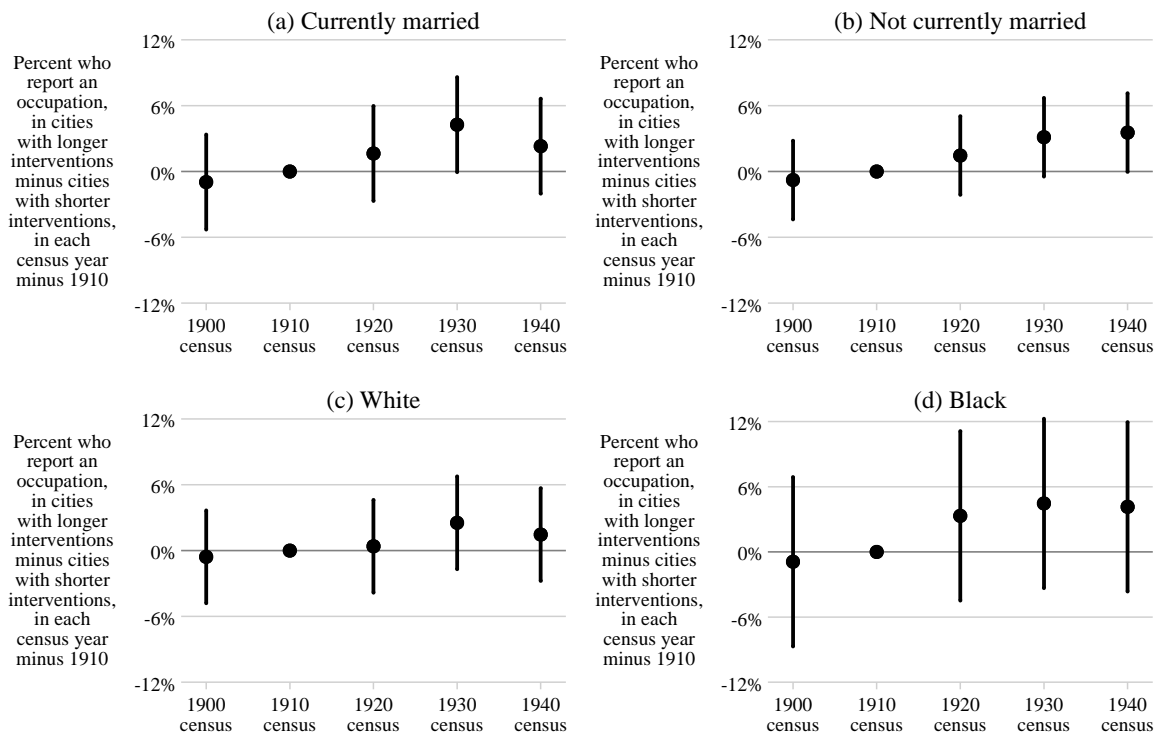 (a) Currently married
Percent who
report an
occupation,
in cities
with longer
interventions
minus cities
with shorter
interventions,
in each
census year
minus 1910
12%
6%
0%
-6%
-12%
1900
census
1910
census
1920
census
1930
census
1940
census
(b) Not currently married
Percent who
report an
occupation,
in cities
with longer
interventions
minus cities
with shorter
interventions,
in each
census year
minus 1910
12%
6%
0%
-6%
-12%
1900
census
1910
census
1920
census
1930
census
1940
census
(c) White
Percent who
report an
occupation,
in cities
with longer
interventions
minus cities
with shorter
interventions,
in each
census year
minus 1910
12%
6%
0%
-6%
-12%
1900
census
1910
census
1920
census
1930
census
1940
census
(d) Black
Percent who
report an
occupation,
in cities
with longer
interventions
minus cities
with shorter
interventions,
in each
census year
minus 1910
12%
6%
0%
-6%
-12%
1900
census
1910
census
1920
census
1930
census
1940
census